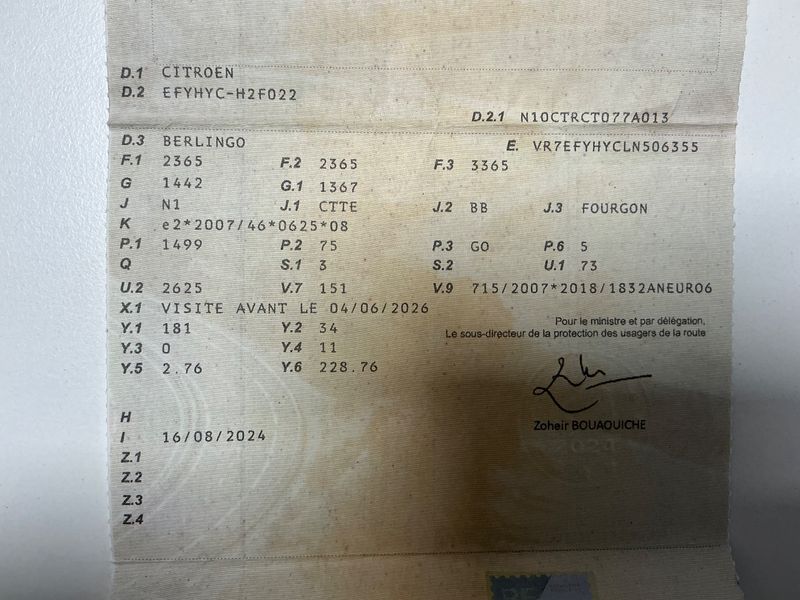 D.1 CITROEN
D.2 EFYHYC-H2F022
D.2.1 N10CTRCT077A013
D.3 BERLINGO E. VR7EFYHYCLN506355
F.1 2365 F.2 2365 F.3 3365
G 1442 G.1 1367
J N1 J.1 CTTE J.2 BB J.3 FOURGON
K e2*2007/46*0625*08
P.1 1499 P.2 75 P.3 GO P.6 5
Q S.1 3 S.2 U.1 73
U.2 2625 V.7 151 V.9 715/2007*2018/1832ANEURO6
X.1 VISITE AVANT LE 04/06/2026
Y.1 181 Y.2 34
Y.3 0 Y.4 11
Y.5 2.76 Y.6 228.76
Pour le ministre et par délégation,
Le sous-directeur de la protection des usagers de la route
Zoheir BOUAOUICHE
H
I 16/08/2024
Z.1
Z.2
Z.3
Z.4